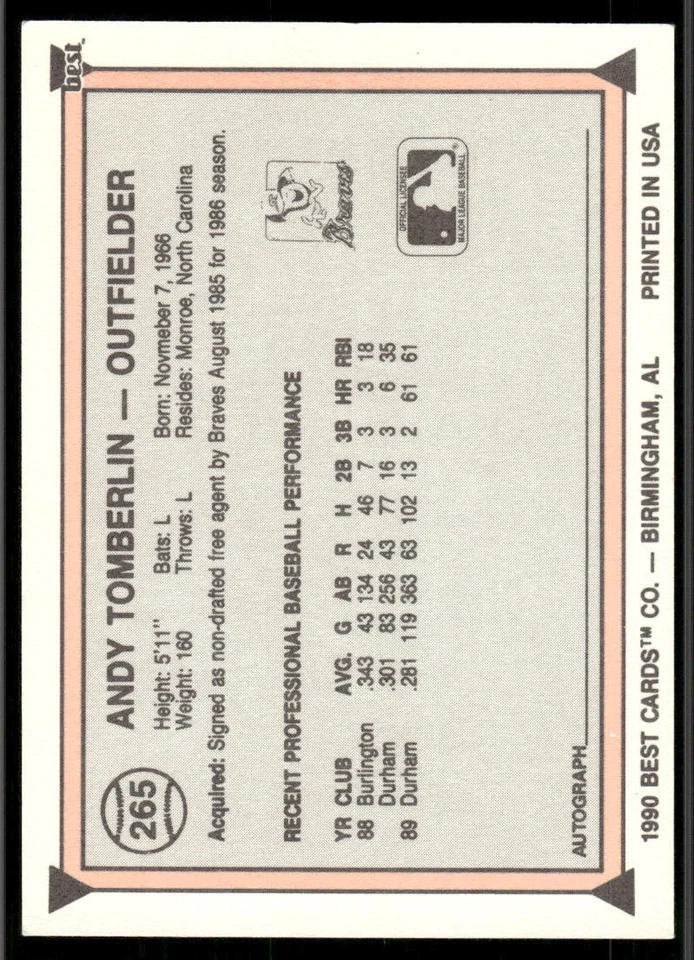 best™
265
ANDY TOMBERLIN — OUTFIELDER
Height: 5'11" Bats: L Born: Novmeber 7, 1966
Weight: 160 Throws: L Resides: Monroe, North Carolina
Acquired: Signed as non-drafted free agent by Braves August 1985 for 1986 season.
Braves
OFFICIAL LICENSEE
MAJOR LEAGUE BASEBALL
®
RECENT PROFESSIONAL BASEBALL PERFORMANCE
YR CLUB AVG. G AB R H 2B 3B HR RBI
88 Burlington .343 43 134 24 46 7 3 3 18
Durham .301 83 256 43 77 16 3 6 35
89 Durham .281 119 363 63 102 13 2 61 61
AUTOGRAPH
1990 BEST CARDS™ CO. — BIRMINGHAM, AL PRINTED IN USA